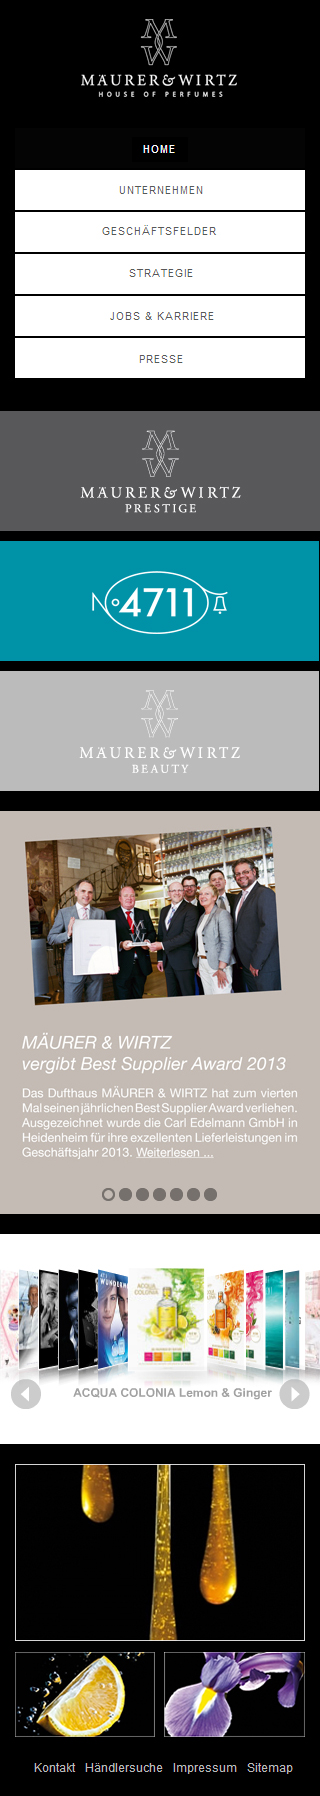 MÄURER & WIRTZ
HOUSE OF PERFUMES
HOME
UNTERNEHMEN
GESCHÄFTSFELDER
STRATEGIE
JOBS & KARRIERE
PRESSE
MÄURER & WIRTZ
PRESTIGE
No 4711
MÄURER & WIRTZ
BEAUTY
MÄURER & WIRTZ
vergibt Best Supplier Award 2013
Das Dufthaus MÄURER & WIRTZ hat zum vierten
Mal seinen jährlichen Best Supplier Award verliehen.
Ausgezeichnet wurde die Carl Edelmann GmbH in
Heidenheim für ihre exzellenten Lieferleistungen im
Geschäftsjahr 2013. Weiterlesen ...
ACQUA
COLONIA
ACQUA COLONIA Lemon & Ginger
Kontakt Händlersuche Impressum Sitemap